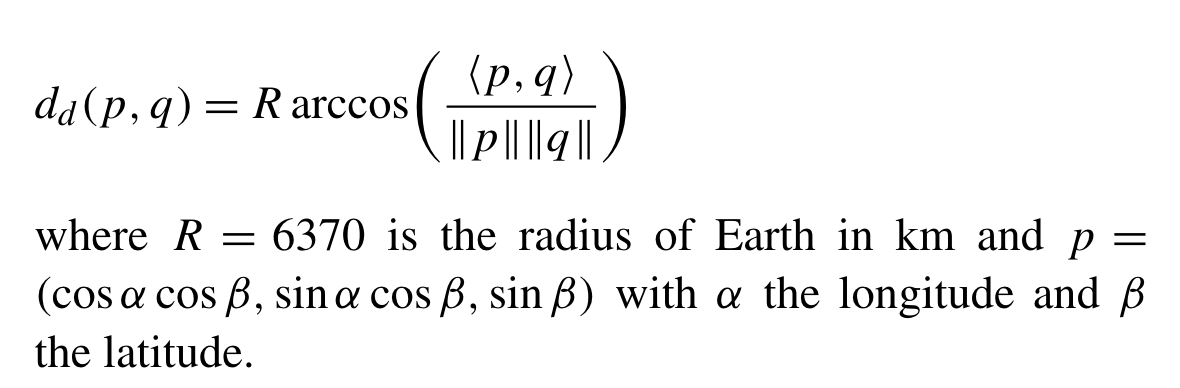 d_d(p, q) = R arccos(⟨p, q⟩ / ‖p‖‖q‖)
where R = 6370 is the radius of Earth in km and p =
(cos α cos β, sin α cos β, sin β) with α the longitude and β
the latitude.